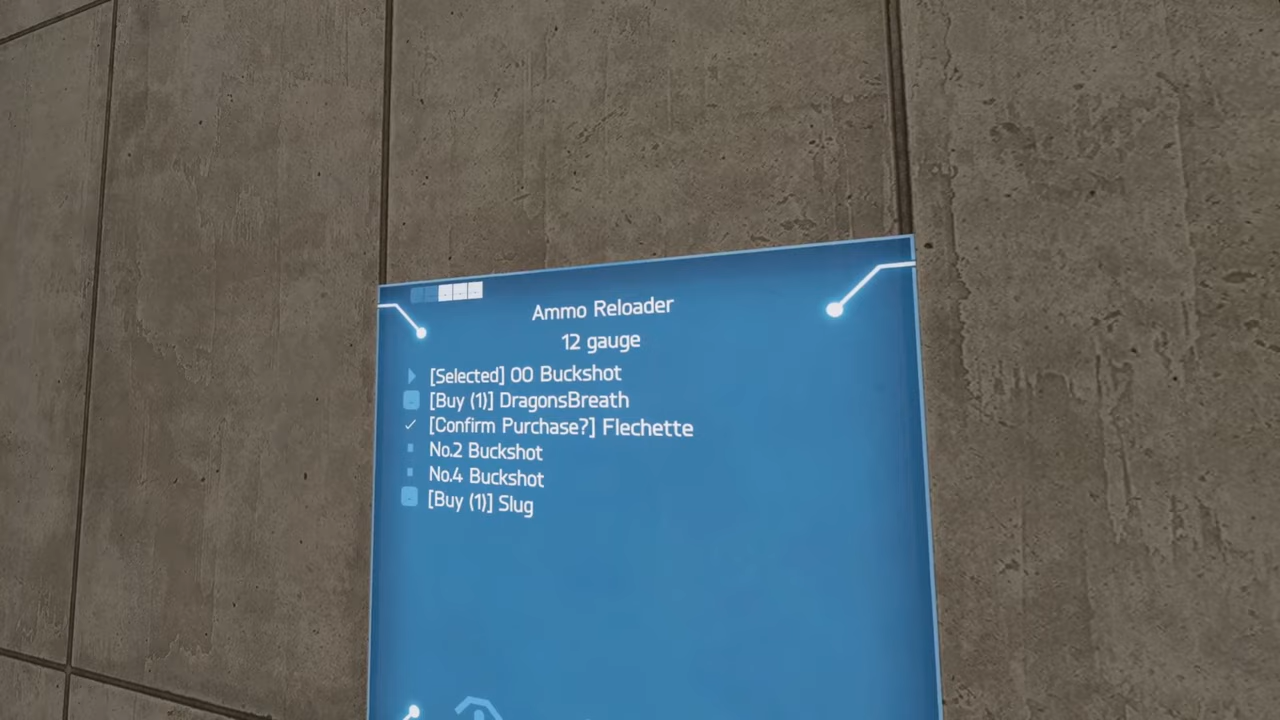 Ammo Reloader
12 gauge
[Selected] 00 Buckshot
[Buy (1)] DragonsBreath
[Confirm Purchase?] Flechette
No.2 Buckshot
No.4 Buckshot
[Buy (1)] Slug